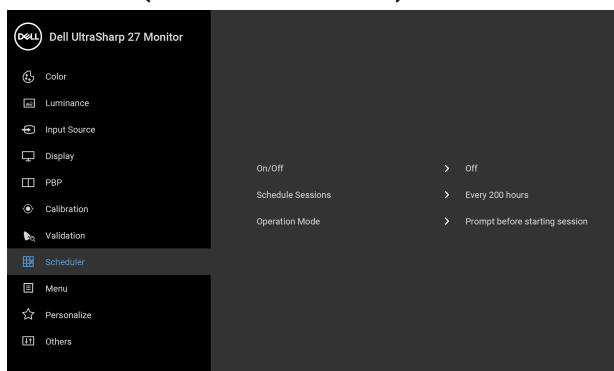 DELL
Dell UltraSharp 27 Monitor
Color
Luminance
Input Source
Display
PBP
Calibration
Validation
Scheduler
Menu
Personalize
Others
On/Off > Off
Schedule Sessions > Every 200 hours
Operation Mode > Prompt before starting session